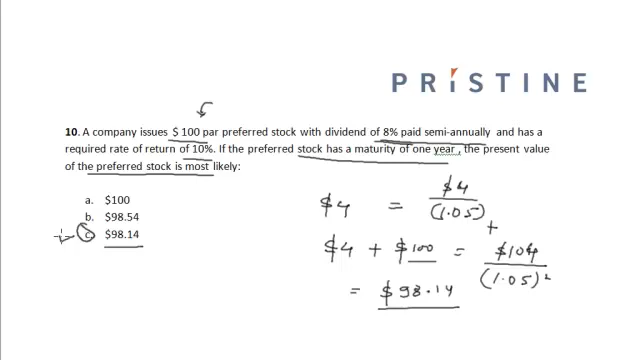 PRISTINE
10. A company issues $ 100 par preferred stock with dividend of 8% paid semi-annually and has a
required rate of return of 10%. If the preferred stock has a maturity of one year , the present value
of the preferred stock is most likely:
a. $100
b. $98.54
c. $98.14
$4 = $4/(1.05) +
$4 + $100 = $104/(1.05)²
= $98.14